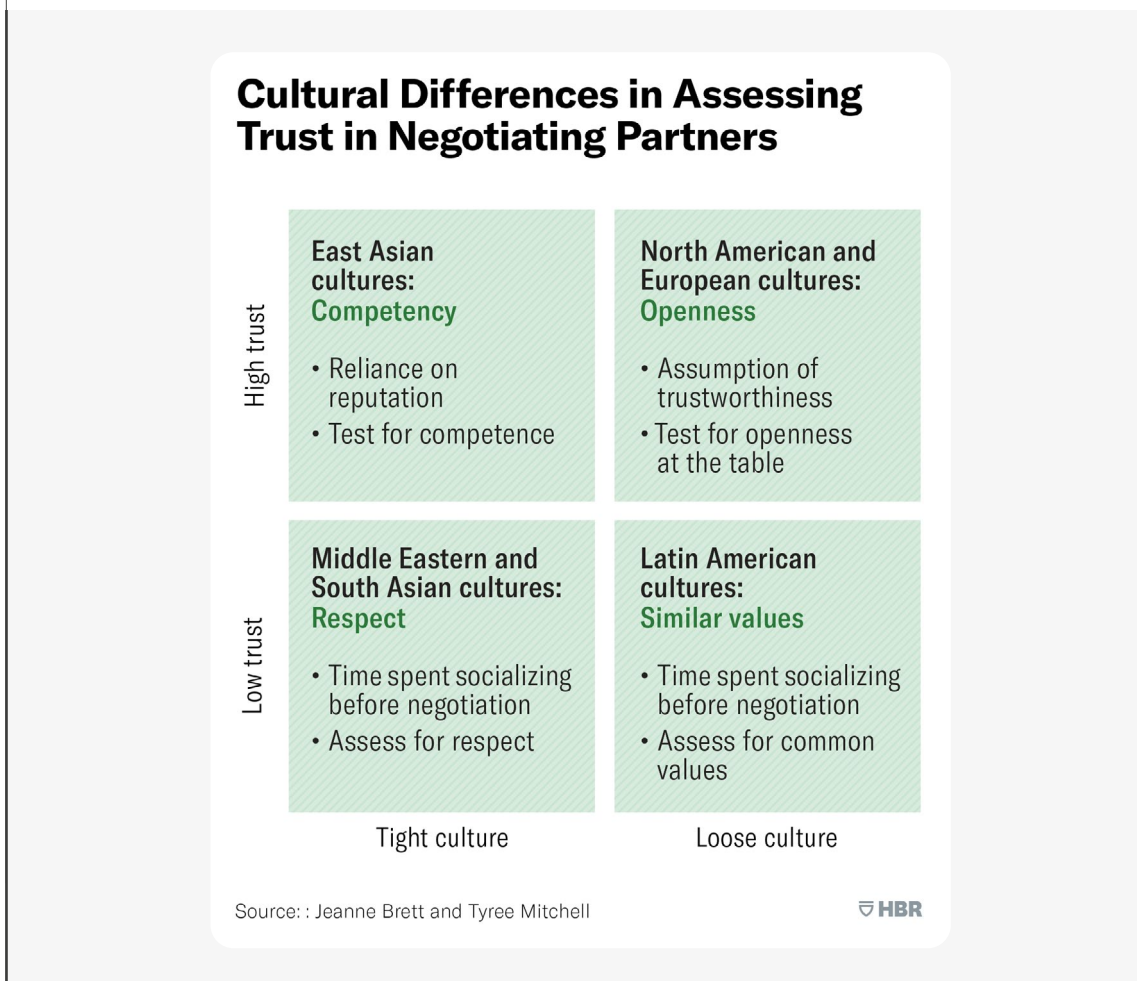 Cultural Differences in Assessing
Trust in Negotiating Partners
High trust
East Asian
cultures:
Competency
• Reliance on
reputation
• Test for competence
North American and
European cultures:
Openness
• Assumption of
trustworthiness
• Test for openness
at the table
Low trust
Middle Eastern and
South Asian cultures:
Respect
• Time spent socializing
before negotiation
• Assess for respect
Latin American
cultures:
Similar values
• Time spent socializing
before negotiation
• Assess for common
values
Tight culture
Loose culture
Source: : Jeanne Brett and Tyree Mitchell
HBR